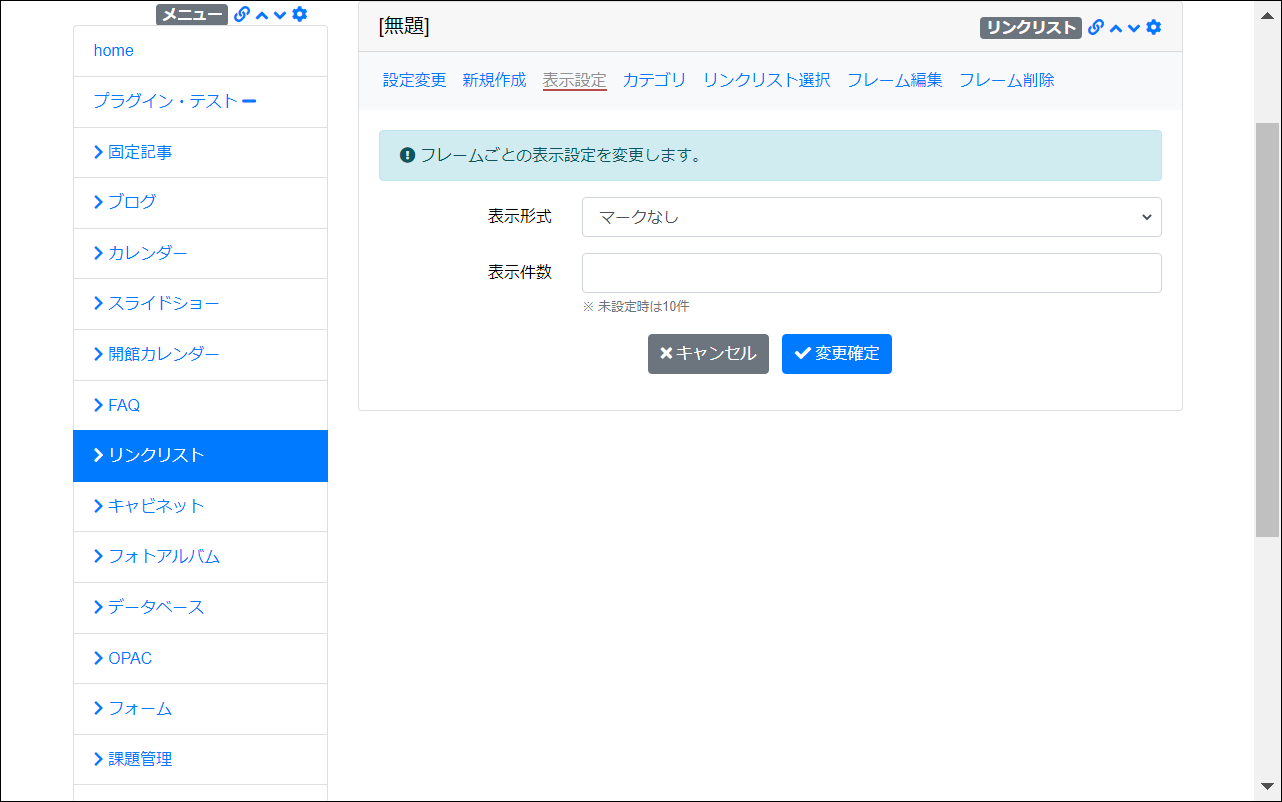 メニュー
home
プラグイン・テスト
固定記事
ブログ
カレンダー
スライドショー
開館カレンダー
FAQ
リンクリスト
キャビネット
フォトアルバム
データベース
OPAC
フォーム
課題管理
[無題]
リンクリスト
設定変更 新規作成 表示設定 カテゴリ リンクリスト選択 フレーム編集 フレーム削除
フレームごとの表示設定を変更します。
表示形式 マークなし
表示件数
※ 未設定時は10件
キャンセル 変更確定